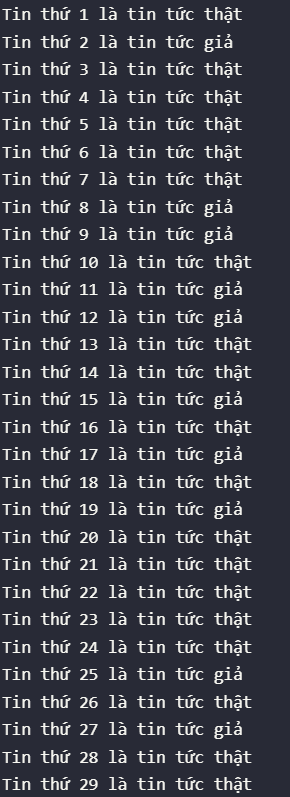 Tin thứ 1 là tin tức thật
Tin thứ 2 là tin tức giả
Tin thứ 3 là tin tức thật
Tin thứ 4 là tin tức thật
Tin thứ 5 là tin tức thật
Tin thứ 6 là tin tức thật
Tin thứ 7 là tin tức thật
Tin thứ 8 là tin tức giả
Tin thứ 9 là tin tức giả
Tin thứ 10 là tin tức thật
Tin thứ 11 là tin tức giả
Tin thứ 12 là tin tức giả
Tin thứ 13 là tin tức thật
Tin thứ 14 là tin tức thật
Tin thứ 15 là tin tức giả
Tin thứ 16 là tin tức thật
Tin thứ 17 là tin tức giả
Tin thứ 18 là tin tức thật
Tin thứ 19 là tin tức giả
Tin thứ 20 là tin tức thật
Tin thứ 21 là tin tức thật
Tin thứ 22 là tin tức thật
Tin thứ 23 là tin tức thật
Tin thứ 24 là tin tức thật
Tin thứ 25 là tin tức giả
Tin thứ 26 là tin tức thật
Tin thứ 27 là tin tức giả
Tin thứ 28 là tin tức thật
Tin thứ 29 là tin tức thật